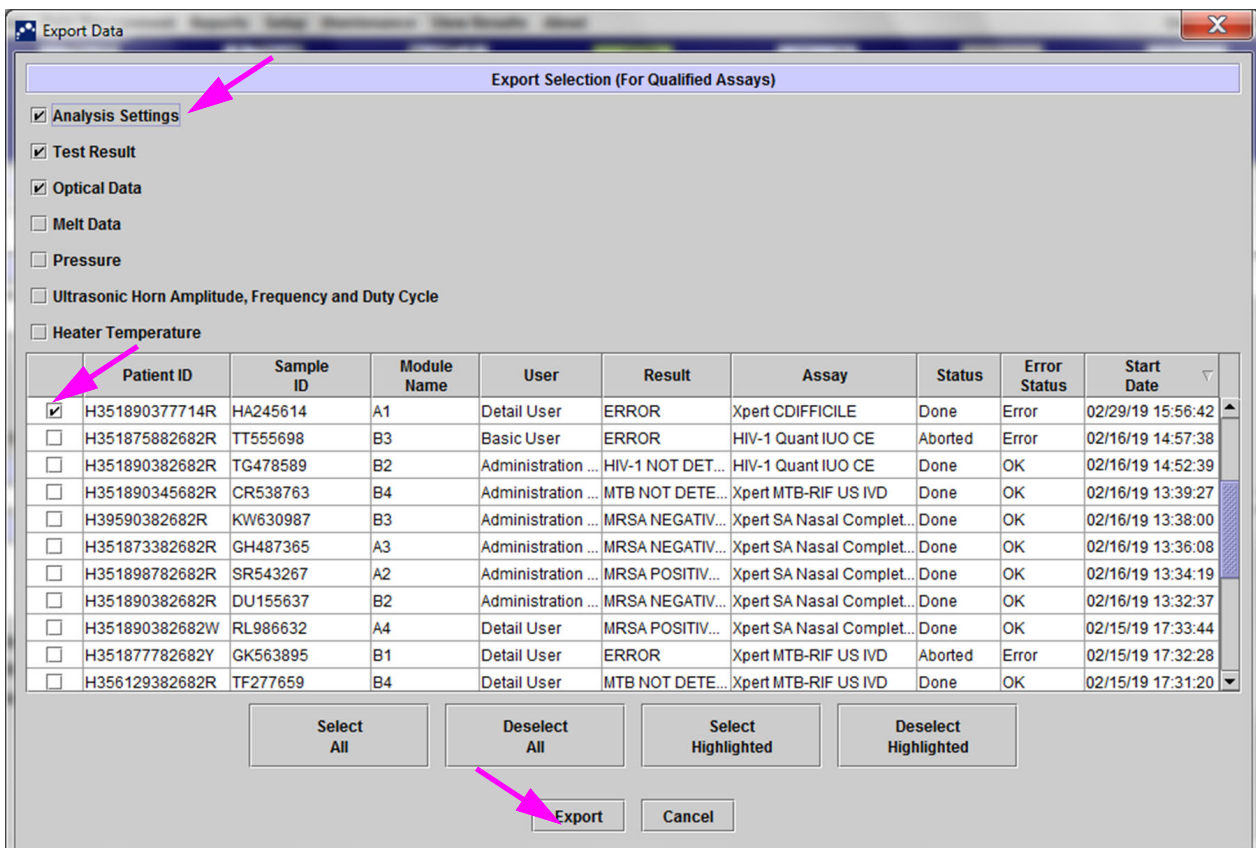 Export Data
Export Selection (For Qualified Assays)
Analysis Settings
Test Result
Optical Data
Melt Data
Pressure
Ultrasonic Horn Amplitude, Frequency and Duty Cycle
Heater Temperature
Patient ID Sample ID Module Name User Result Assay Status Error Status Start Date
H351890377714R HA245614 A1 Detail User ERROR Xpert CDIFFICILE Done Error 02/29/19 15:56:42
H351875882682R TT555698 B3 Basic User ERROR HIV-1 Quant IUO CE Aborted Error 02/16/19 14:57:38
H351890382682R TG478589 B2 Administration ... HIV-1 NOT DET... HIV-1 Quant IUO CE Done OK 02/16/19 14:52:39
H351890345682R CR538763 B4 Administration ... MTB NOT DETE... Xpert MTB-RIF US IVD Done OK 02/16/19 13:39:27
H39590382682R KW630987 B3 Administration ... MRSA NEGATIV... Xpert SA Nasal Complet... Done OK 02/16/19 13:38:00
H351873382682R GH487365 A3 Administration ... MRSA NEGATIV... Xpert SA Nasal Complet... Done OK 02/16/19 13:36:08
H351898782682R SR543267 A2 Administration ... MRSA POSITIV... Xpert SA Nasal Complet... Done OK 02/16/19 13:34:19
H351890382682R DU155637 B2 Administration ... MRSA NEGATIV... Xpert SA Nasal Complet... Done OK 02/16/19 13:32:37
H351890382682W RL986632 A4 Detail User MRSA POSITIV... Xpert SA Nasal Complet... Done OK 02/15/19 17:33:44
H351877782682Y GK563895 B1 Detail User ERROR Xpert MTB-RIF US IVD Aborted Error 02/15/19 17:32:28
H356129382682R TF277659 B4 Detail User MTB NOT DETE... Xpert MTB-RIF US IVD Done OK 02/15/19 17:31:20
Select All Deselect All Select Highlighted Deselect Highlighted
Export Cancel